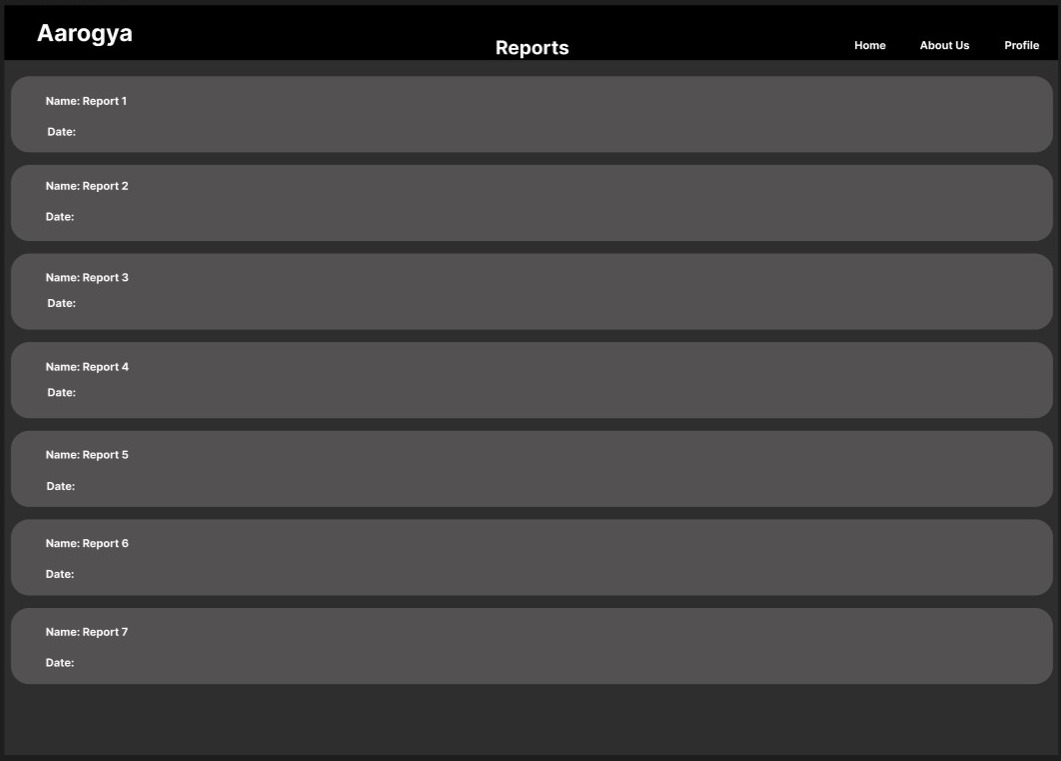 Aarogya
Reports
Home
About Us
Profile
Name: Report 1
Date:
Name: Report 2
Date:
Name: Report 3
Date:
Name: Report 4
Date:
Name: Report 5
Date:
Name: Report 6
Date:
Name: Report 7
Date: